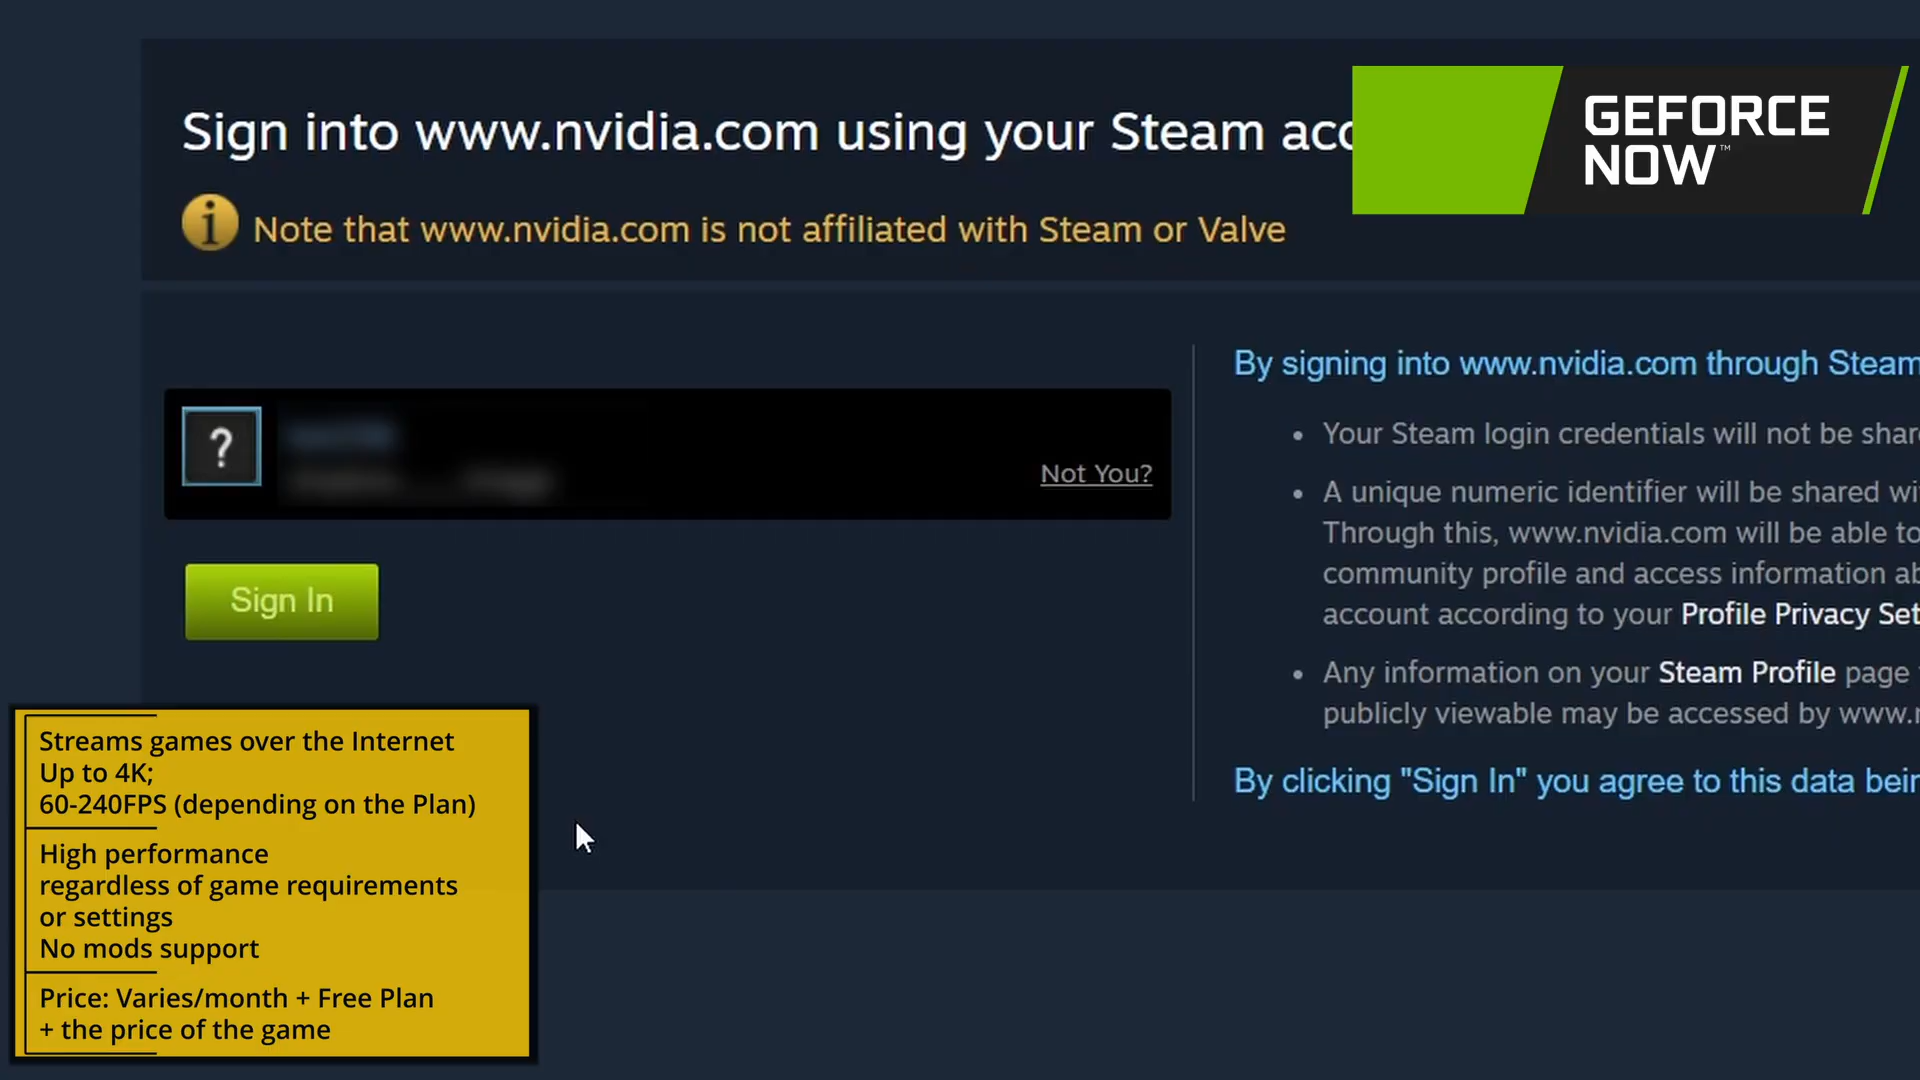 Sign into www.nvidia.com using your Steam acc
GEFORCE
NOW™
Note that www.nvidia.com is not affiliated with Steam or Valve
?
Not You?
Sign In
By signing into www.nvidia.com through Steam
• Your Steam login credentials will not be shar
• A unique numeric identifier will be shared wi
Through this, www.nvidia.com will be able to
community profile and access information ab
account according to your Profile Privacy Set
• Any information on your Steam Profile page
publicly viewable may be accessed by www.
By clicking "Sign In" you agree to this data bein
Streams games over the Internet
Up to 4K;
60-240FPS (depending on the Plan)
High performance
regardless of game requirements
or settings
No mods support
Price: Varies/month + Free Plan
+ the price of the game